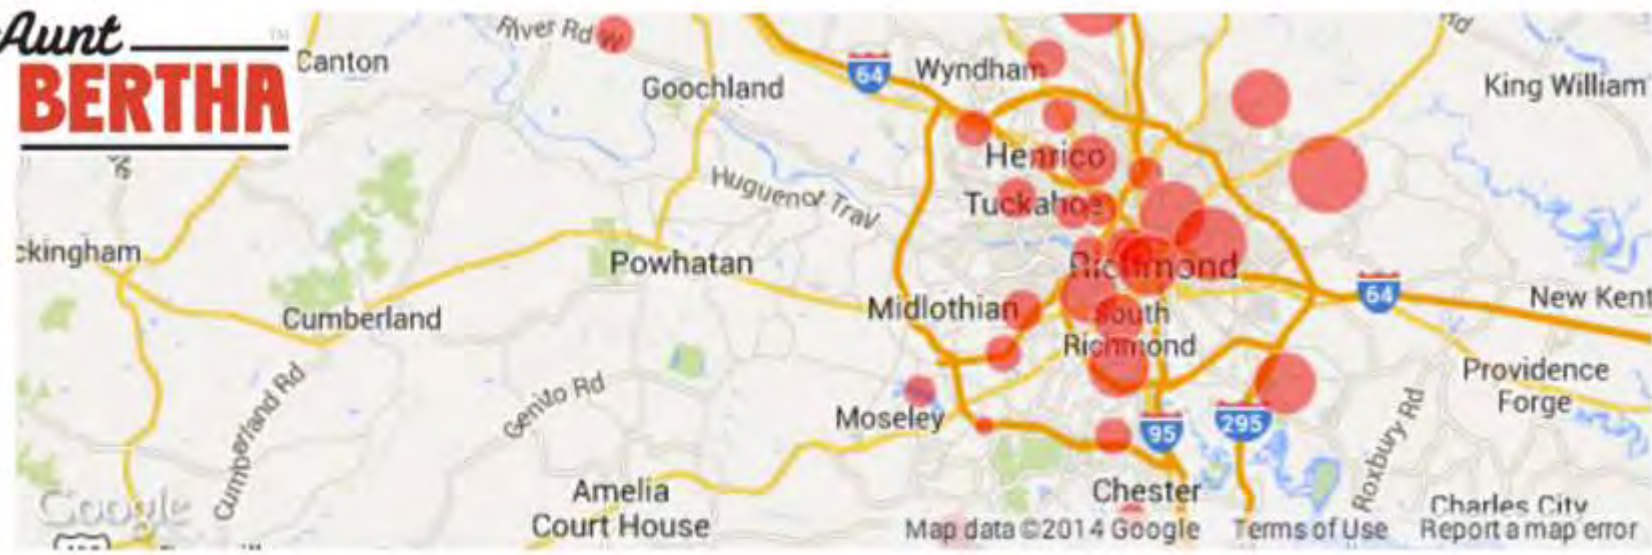 Aunt
BERTHA
TM
River Rd W
Canton
64
Wyndham
Goochland
King William
Henrico
Huguenot Trail
Tuckahoe
ckingham
Powhatan
Richmond
64
New Kent
Midlothian
Cumberland
South
Richmond
Providence
Forge
Genito Rd
Cumberland Rd
Moseley
95
295
Roxbury Rd
Amelia
Court House
Chester
Charles City
Google
Map data ©2014 Google
Terms of Use
Report a map error